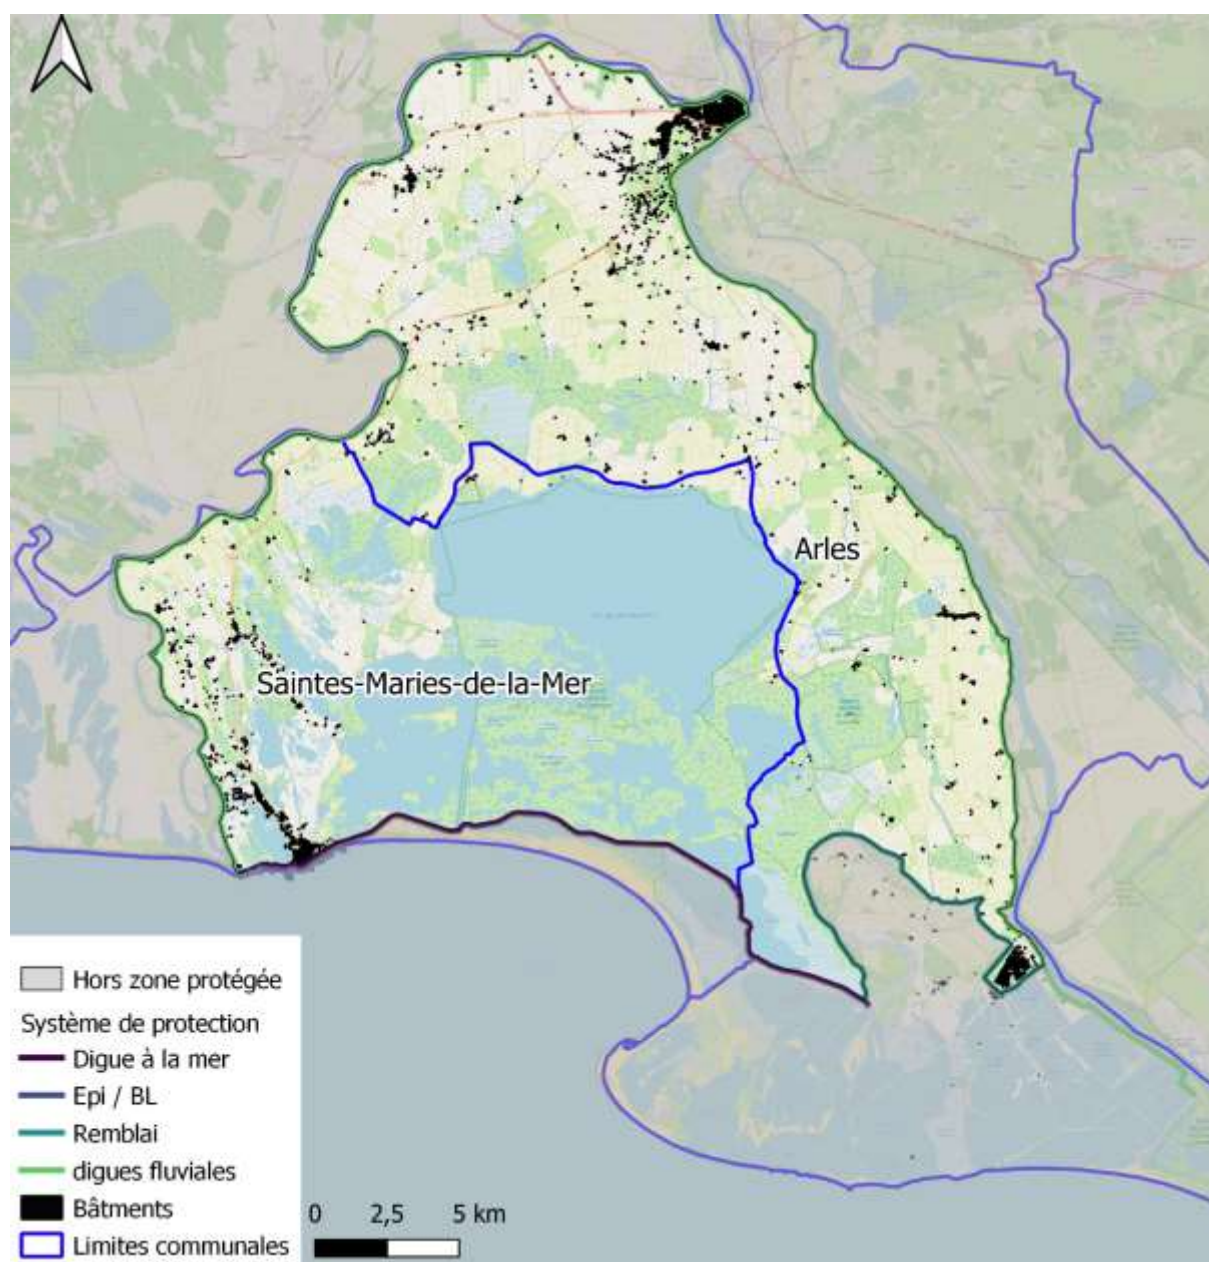 Arles
Saintes-Maries-de-la-Mer
Hors zone protégée
Système de protection
Digue à la mer
Epi / BL
Remblai
digues fluviales
Bâtments
Limites communales
0 2,5 5 km